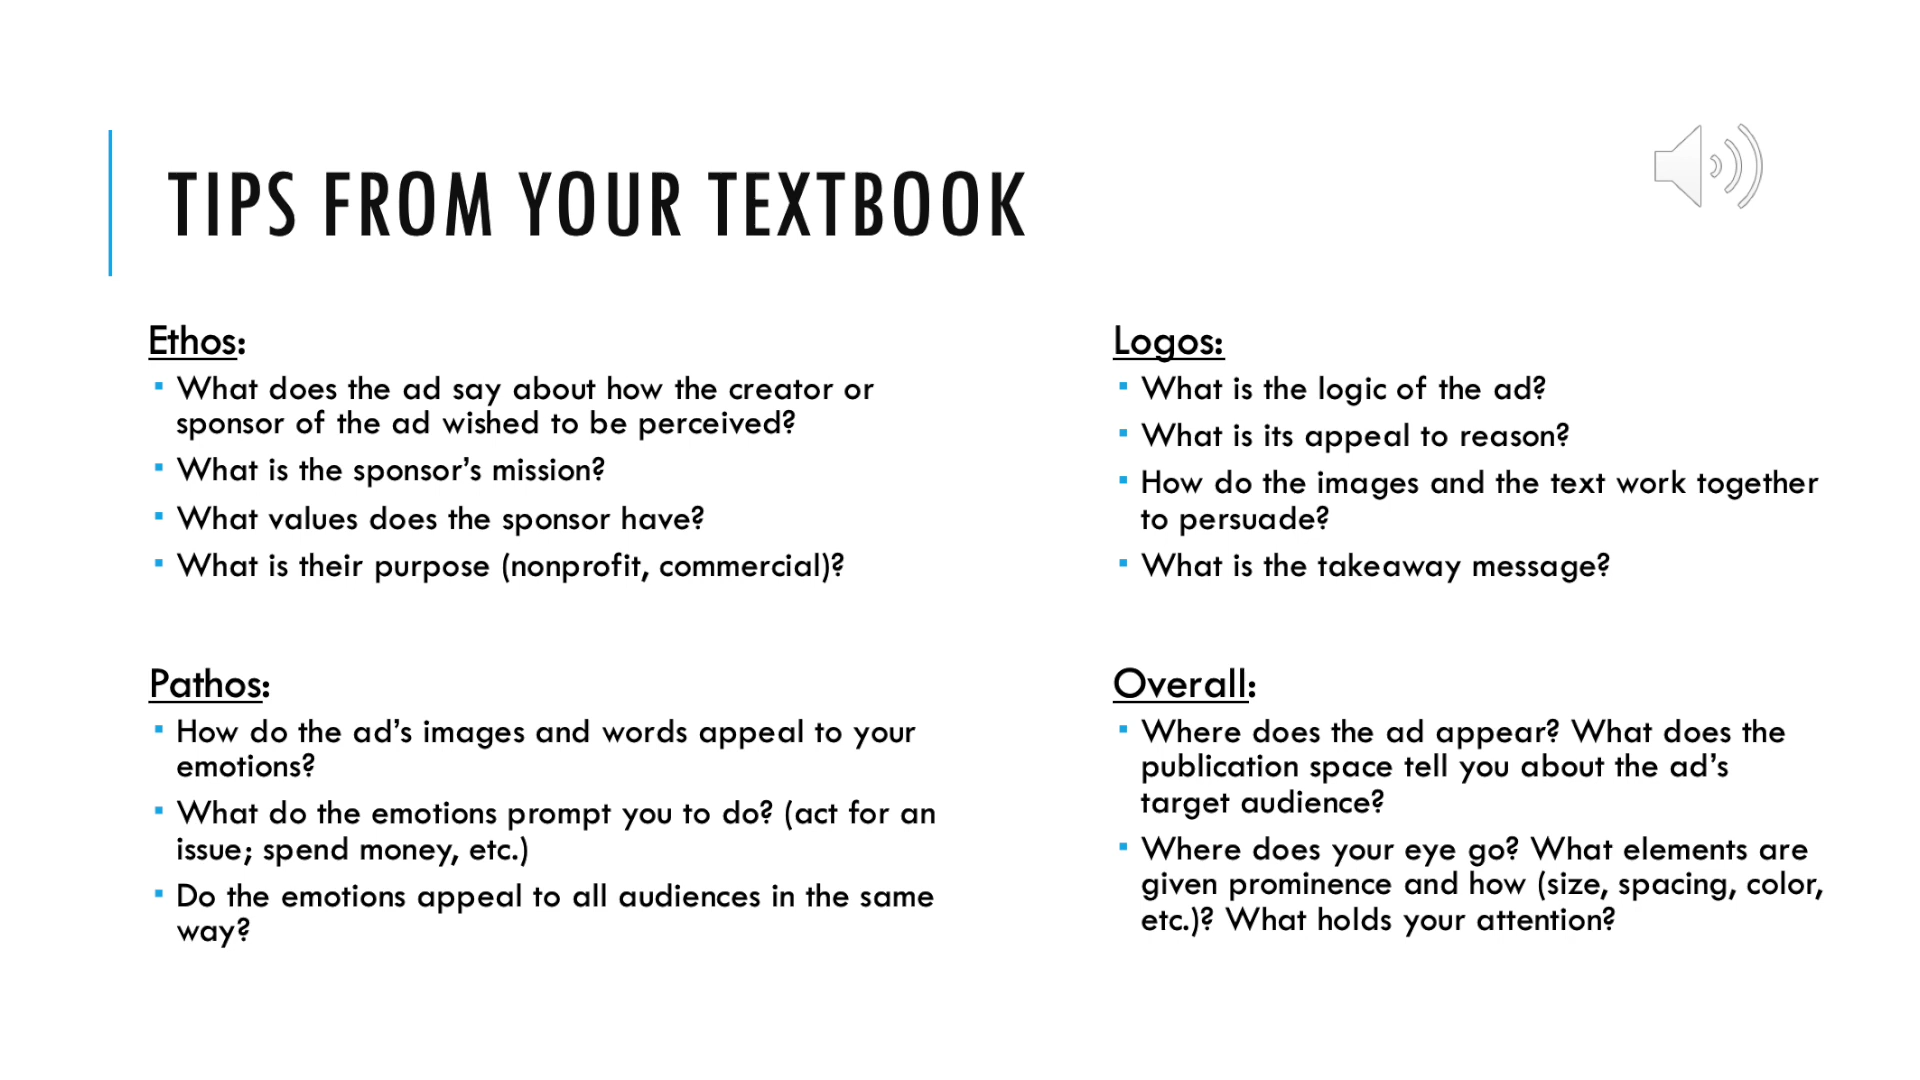 TIPS FROM YOUR TEXTBOOK
Ethos:
▪ What does the ad say about how the creator or
sponsor of the ad wished to be perceived?
▪ What is the sponsor’s mission?
▪ What values does the sponsor have?
▪ What is their purpose (nonprofit, commercial)?
Pathos:
▪ How do the ad’s images and words appeal to your
emotions?
▪ What do the emotions prompt you to do? (act for an
issue; spend money, etc.)
▪ Do the emotions appeal to all audiences in the same
way?
Logos:
▪ What is the logic of the ad?
▪ What is its appeal to reason?
▪ How do the images and the text work together
to persuade?
▪ What is the takeaway message?
Overall:
▪ Where does the ad appear? What does the
publication space tell you about the ad’s
target audience?
▪ Where does your eye go? What elements are
given prominence and how (size, spacing, color,
etc.)? What holds your attention?